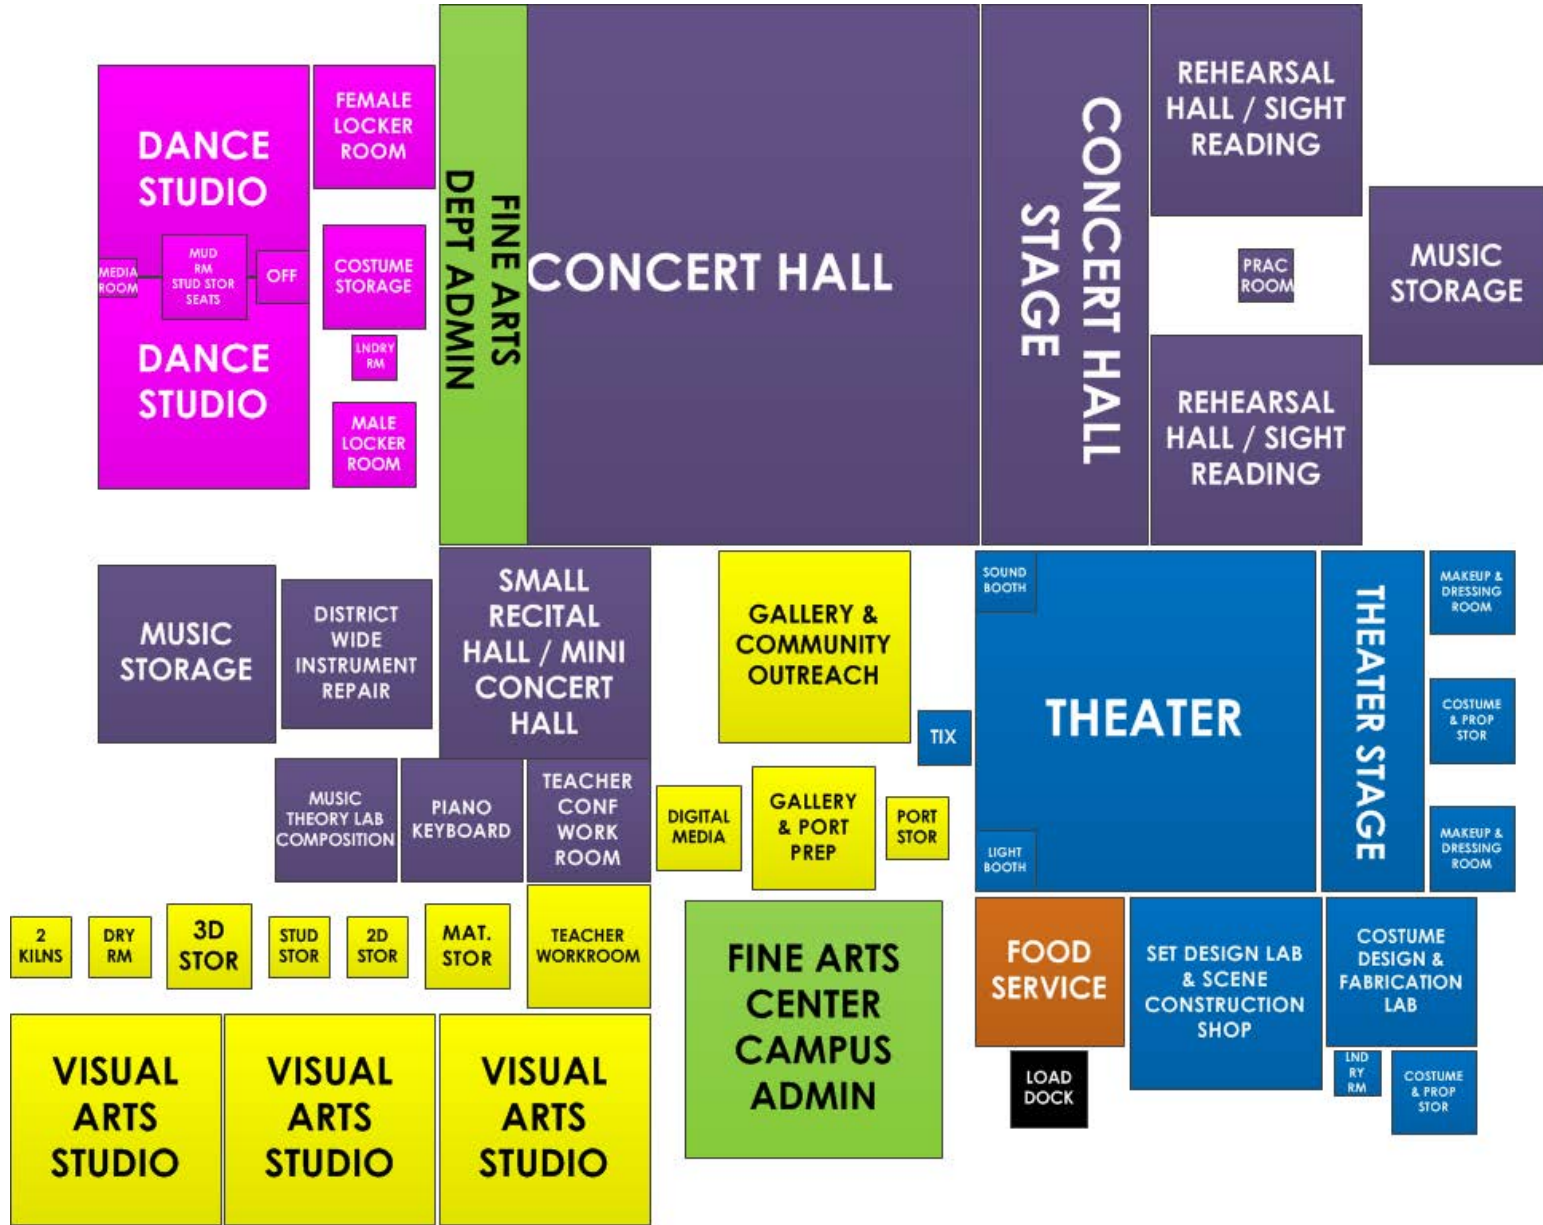 DANCE
STUDIO
FEMALE
LOCKER
ROOM
MEDIA
ROOM
MUD
RM
STUD STOR
SEATS
OFF
COSTUME
STORAGE
LNDRY
RM
DANCE
STUDIO
MALE
LOCKER
ROOM
FINE ARTS
DEPT ADMIN
CONCERT HALL
CONCERT HALL
STAGE
REHEARSAL
HALL / SIGHT
READING
PRAC
ROOM
MUSIC
STORAGE
REHEARSAL
HALL / SIGHT
READING
MUSIC
STORAGE
DISTRICT
WIDE
INSTRUMENT
REPAIR
SMALL
RECITAL
HALL / MINI
CONCERT
HALL
GALLERY &
COMMUNITY
OUTREACH
TIX
SOUND
BOOTH
THEATER
LIGHT
BOOTH
THEATER STAGE
MAKEUP &
DRESSING
ROOM
COSTUME
& PROP
STOR
MAKEUP &
DRESSING
ROOM
MUSIC
THEORY LAB
COMPOSITION
PIANO
KEYBOARD
TEACHER
CONF
WORK
ROOM
DIGITAL
MEDIA
GALLERY
& PORT
PREP
PORT
STOR
2
KILNS
DRY
RM
3D
STOR
STUD
STOR
2D
STOR
MAT.
STOR
TEACHER
WORKROOM
FINE ARTS
CENTER
CAMPUS
ADMIN
FOOD
SERVICE
LOAD
DOCK
SET DESIGN LAB
& SCENE
CONSTRUCTION
SHOP
COSTUME
DESIGN &
FABRICATION
LAB
LND
RY
RM
COSTUME
& PROP
STOR
VISUAL
ARTS
STUDIO
VISUAL
ARTS
STUDIO
VISUAL
ARTS
STUDIO